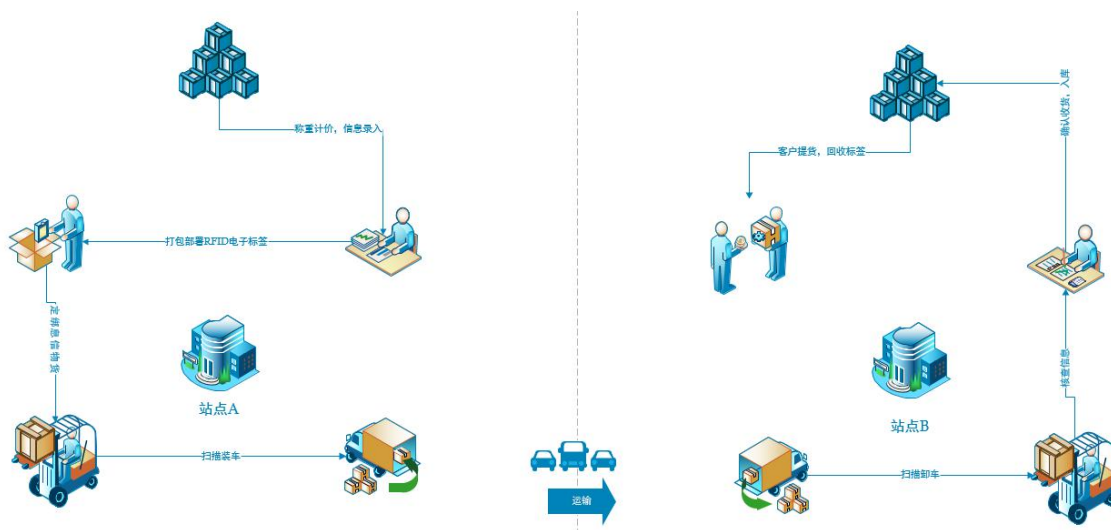 称重计价，信息录入
打包部署RFID电子标签
货物信息绑定
站点A
扫描装车
运输
扫描卸车
站点B
核查信息
确认收货，入库
客户提货，回收标签